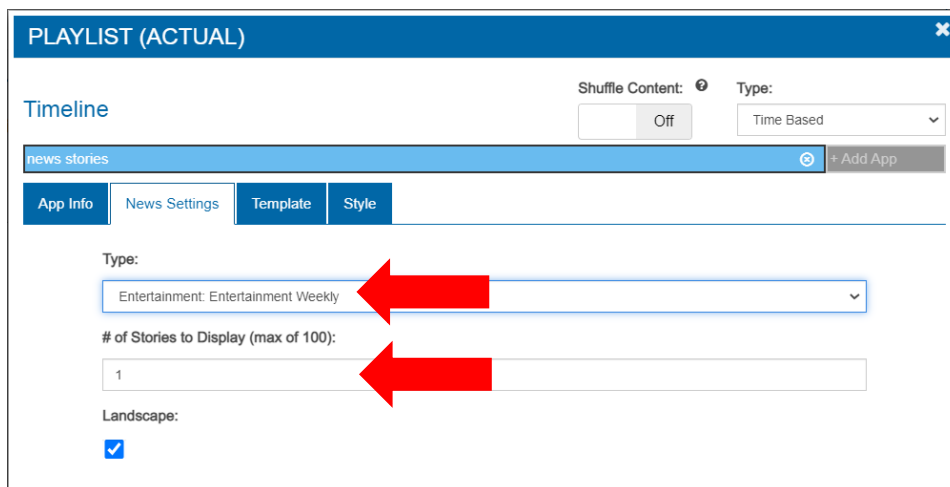 PLAYLIST (ACTUAL)
Shuffle Content:
Type:
Timeline
Off
Time Based
news stories
+ Add App
App Info
News Settings
Template
Style
Type:
Entertainment: Entertainment Weekly
# of Stories to Display (max of 100):
1
Landscape: